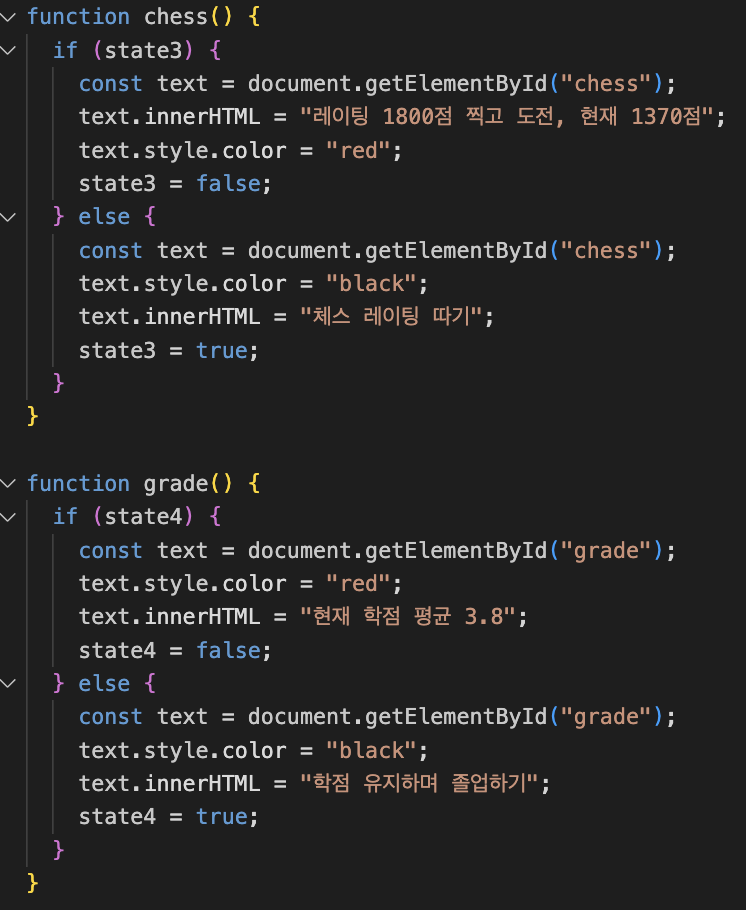 function chess() {
  if (state3) {
    const text = document.getElementById("chess");
    text.innerHTML = "레이팅 1800점 찍고 도전, 현재 1370점";
    text.style.color = "red";
    state3 = false;
  } else {
    const text = document.getElementById("chess");
    text.style.color = "black";
    text.innerHTML = "체스 레이팅 따기";
    state3 = true;
  }
}

function grade() {
  if (state4) {
    const text = document.getElementById("grade");
    text.style.color = "red";
    text.innerHTML = "현재 학점 평균 3.8";
    state4 = false;
  } else {
    const text = document.getElementById("grade");
    text.style.color = "black";
    text.innerHTML = "학점 유지하며 졸업하기";
    state4 = true;
  }
}